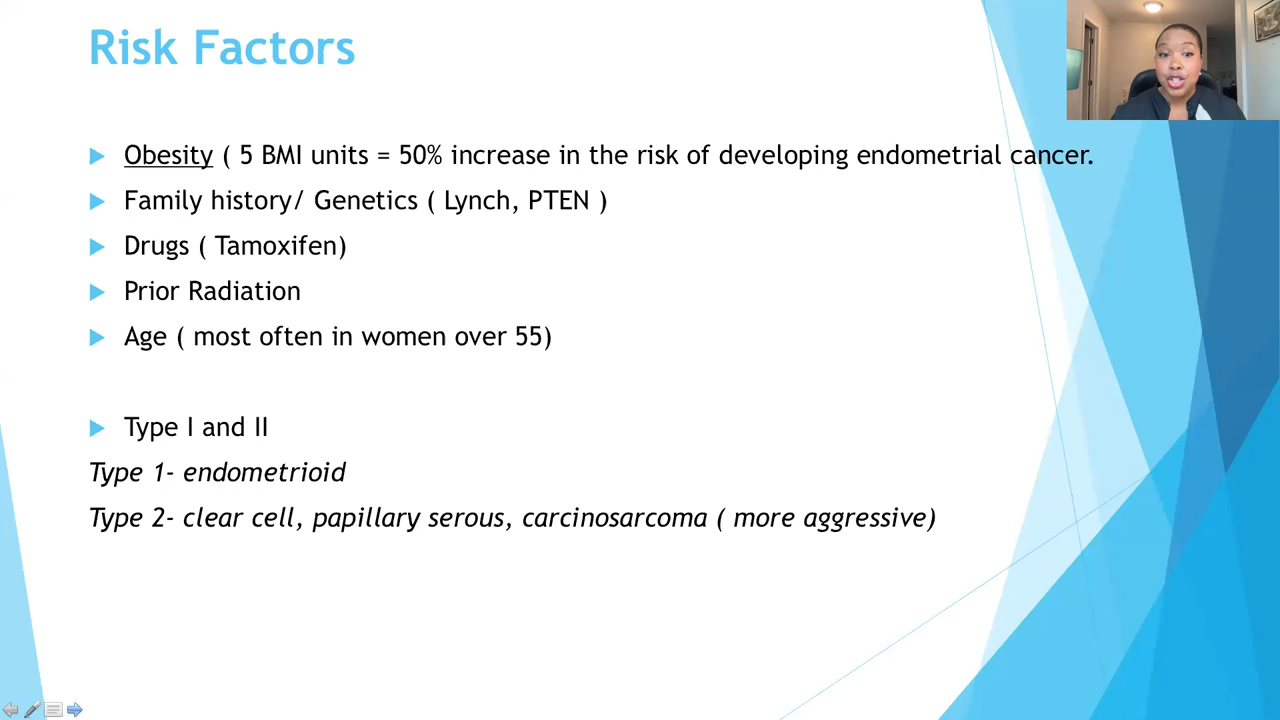 Risk Factors
Obesity ( 5 BMI units = 50% increase in the risk of developing endometrial cancer.
Family history/ Genetics ( Lynch, PTEN )
Drugs ( Tamoxifen)
Prior Radiation
Age ( most often in women over 55)
Type I and II
Type 1- endometrioid
Type 2- clear cell, papillary serous, carcinosarcoma ( more aggressive)